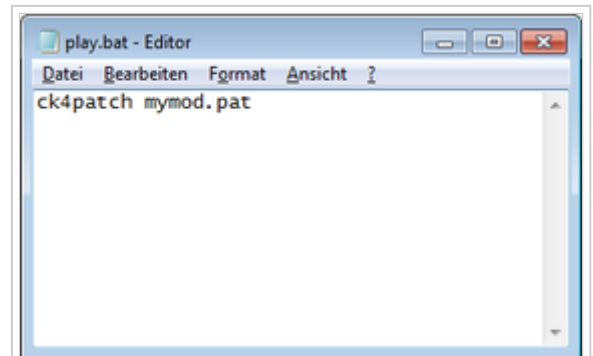 play.bat - Editor
Datei Bearbeiten Format Ansicht ?
ck4patch mymod.pat